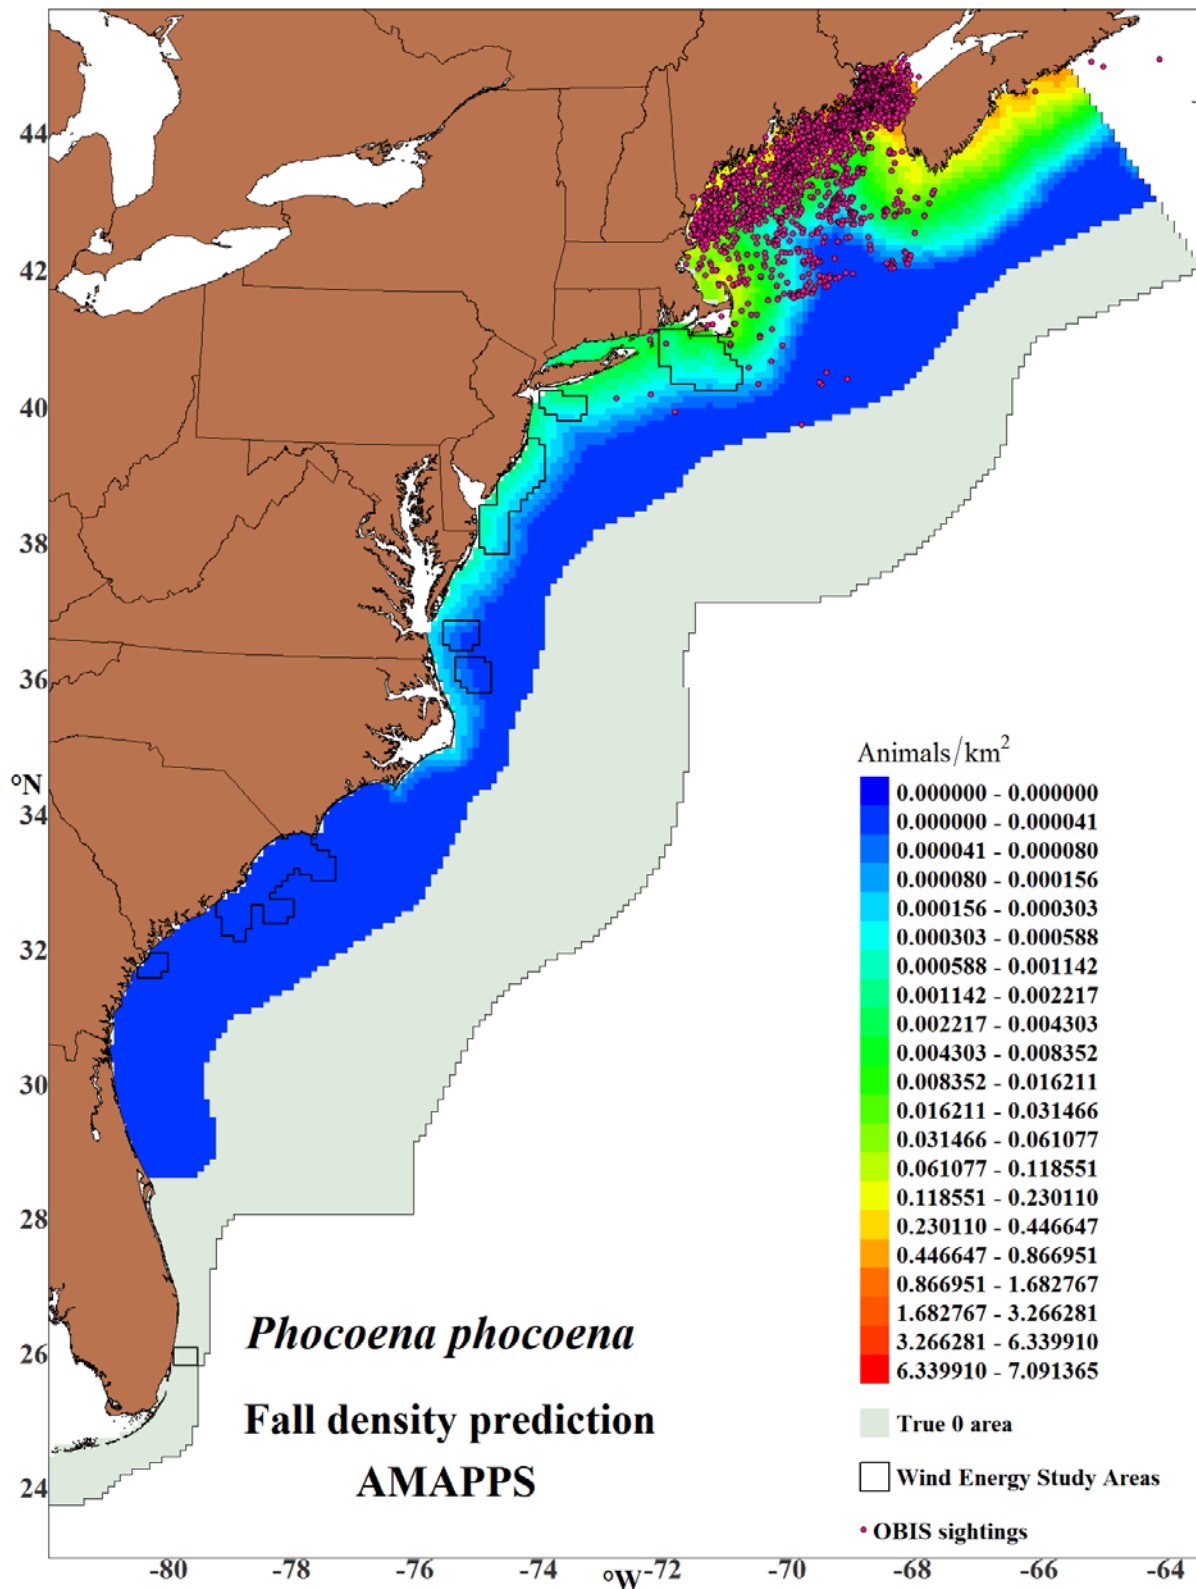 44
42
40
38
36
°N
34
32
30
28
26
24
Animals/km²
0.000000 - 0.000000
0.000000 - 0.000041
0.000041 - 0.000080
0.000080 - 0.000156
0.000156 - 0.000303
0.000303 - 0.000588
0.000588 - 0.001142
0.001142 - 0.002217
0.002217 - 0.004303
0.004303 - 0.008352
0.008352 - 0.016211
0.016211 - 0.031466
0.031466 - 0.061077
0.061077 - 0.118551
0.118551 - 0.230110
0.230110 - 0.446647
0.446647 - 0.866951
0.866951 - 1.682767
1.682767 - 3.266281
3.266281 - 6.339910
6.339910 - 7.091365
True 0 area
Wind Energy Study Areas
OBIS sightings
Phocoena phocoena
Fall density prediction
AMAPPS
-80 -78 -76 -74 °W -72 -70 -68 -66 -64